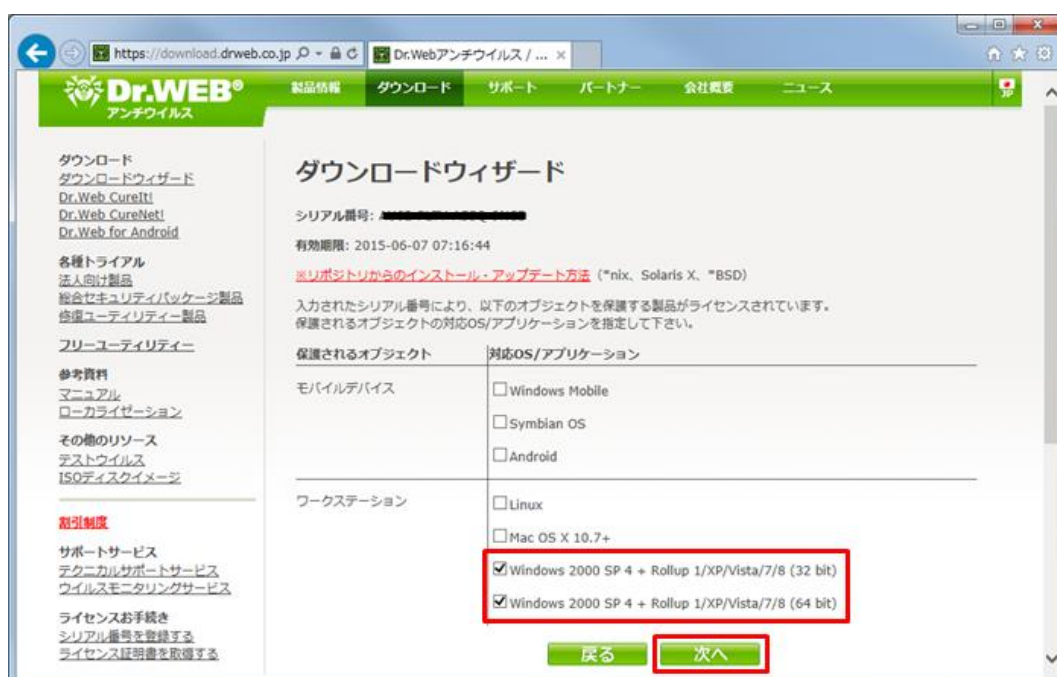 https://download.drweb.co.jp
Dr.Webアンチウイルス / ...
Dr.WEB®
アンチウイルス
製品情報
ダウンロード
サポート
パートナー
会社概要
ニュース
JP
ダウンロード
ダウンロードウィザード
Dr.Web CureIt!
Dr.Web CureNet!
Dr.Web for Android
各種トライアル
法人向け製品
総合セキュリティパッケージ製品
修復ユーティリティー製品
フリーユーティリティー
参考資料
マニュアル
ローカライゼーション
その他のリソース
テストウイルス
ISOディスクイメージ
割引制度
サポートサービス
テクニカルサポートサービス
ウイルスモニタリングサービス
ライセンスお手続き
シリアル番号を登録する
ライセンス証明書を取得する
ダウンロードウィザード
シリアル番号:
有効期限: 2015-06-07 07:16:44
※リポジトリからのインストール・アップデート方法 (*nix、Solaris X、*BSD)
入力されたシリアル番号により、以下のオブジェクトを保護する製品がライセンスされています。
保護されるオブジェクトの対応OS/アプリケーションを指定して下さい。
保護されるオブジェクト 対応OS/アプリケーション
モバイルデバイス
Windows Mobile
Symbian OS
Android
ワークステーション
Linux
Mac OS X 10.7+
Windows 2000 SP 4 + Rollup 1/XP/Vista/7/8 (32 bit)
Windows 2000 SP 4 + Rollup 1/XP/Vista/7/8 (64 bit)
戻る
次へ